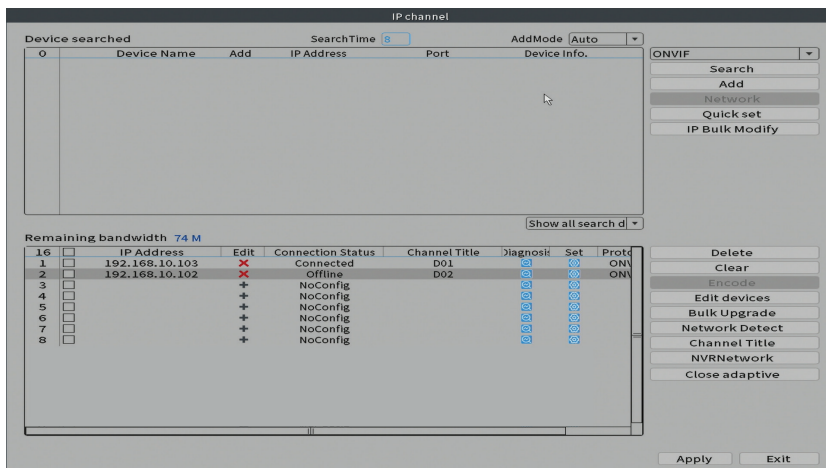 IP channel
Device searched SearchTime 8 AddMode Auto
0 Device Name Add IP Address Port Device Info.
ONVIF
Search
Add
Network
Quick set
IP Bulk Modify
Show all search d
Remaining bandwidth 74 M
16 IP Address Edit Connection Status Channel Title Diagnosis Set Proto
1 192.168.10.103 Connected D01 ONV
2 192.168.10.102 Offline D02 ONV
3 + NoConfig
4 + NoConfig
5 + NoConfig
6 + NoConfig
7 + NoConfig
8 + NoConfig
Delete
Clear
Encode
Edit devices
Bulk Upgrade
Network Detect
Channel Title
NVRNetwork
Close adaptive
Apply Exit